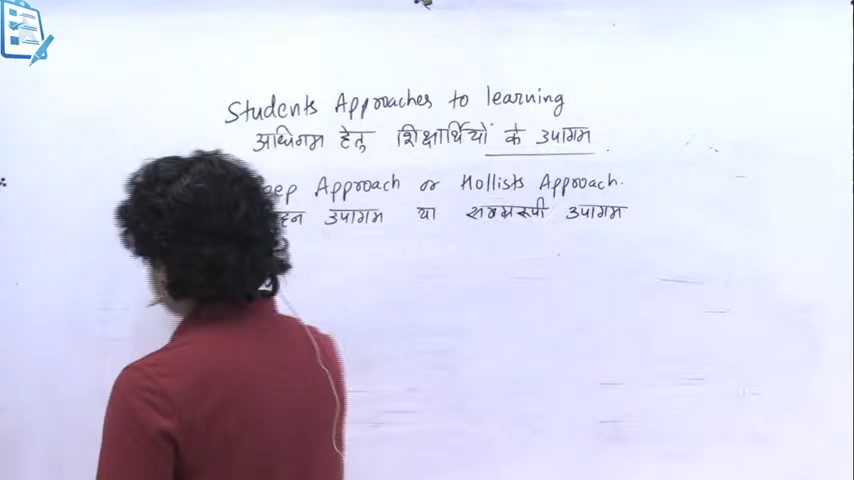 Students Approaches to learning
अधिगम हेतु शिक्षार्थियों के उपागम
Approach or Hollists Approach.
उपागम या समग्ररूपी उपागम